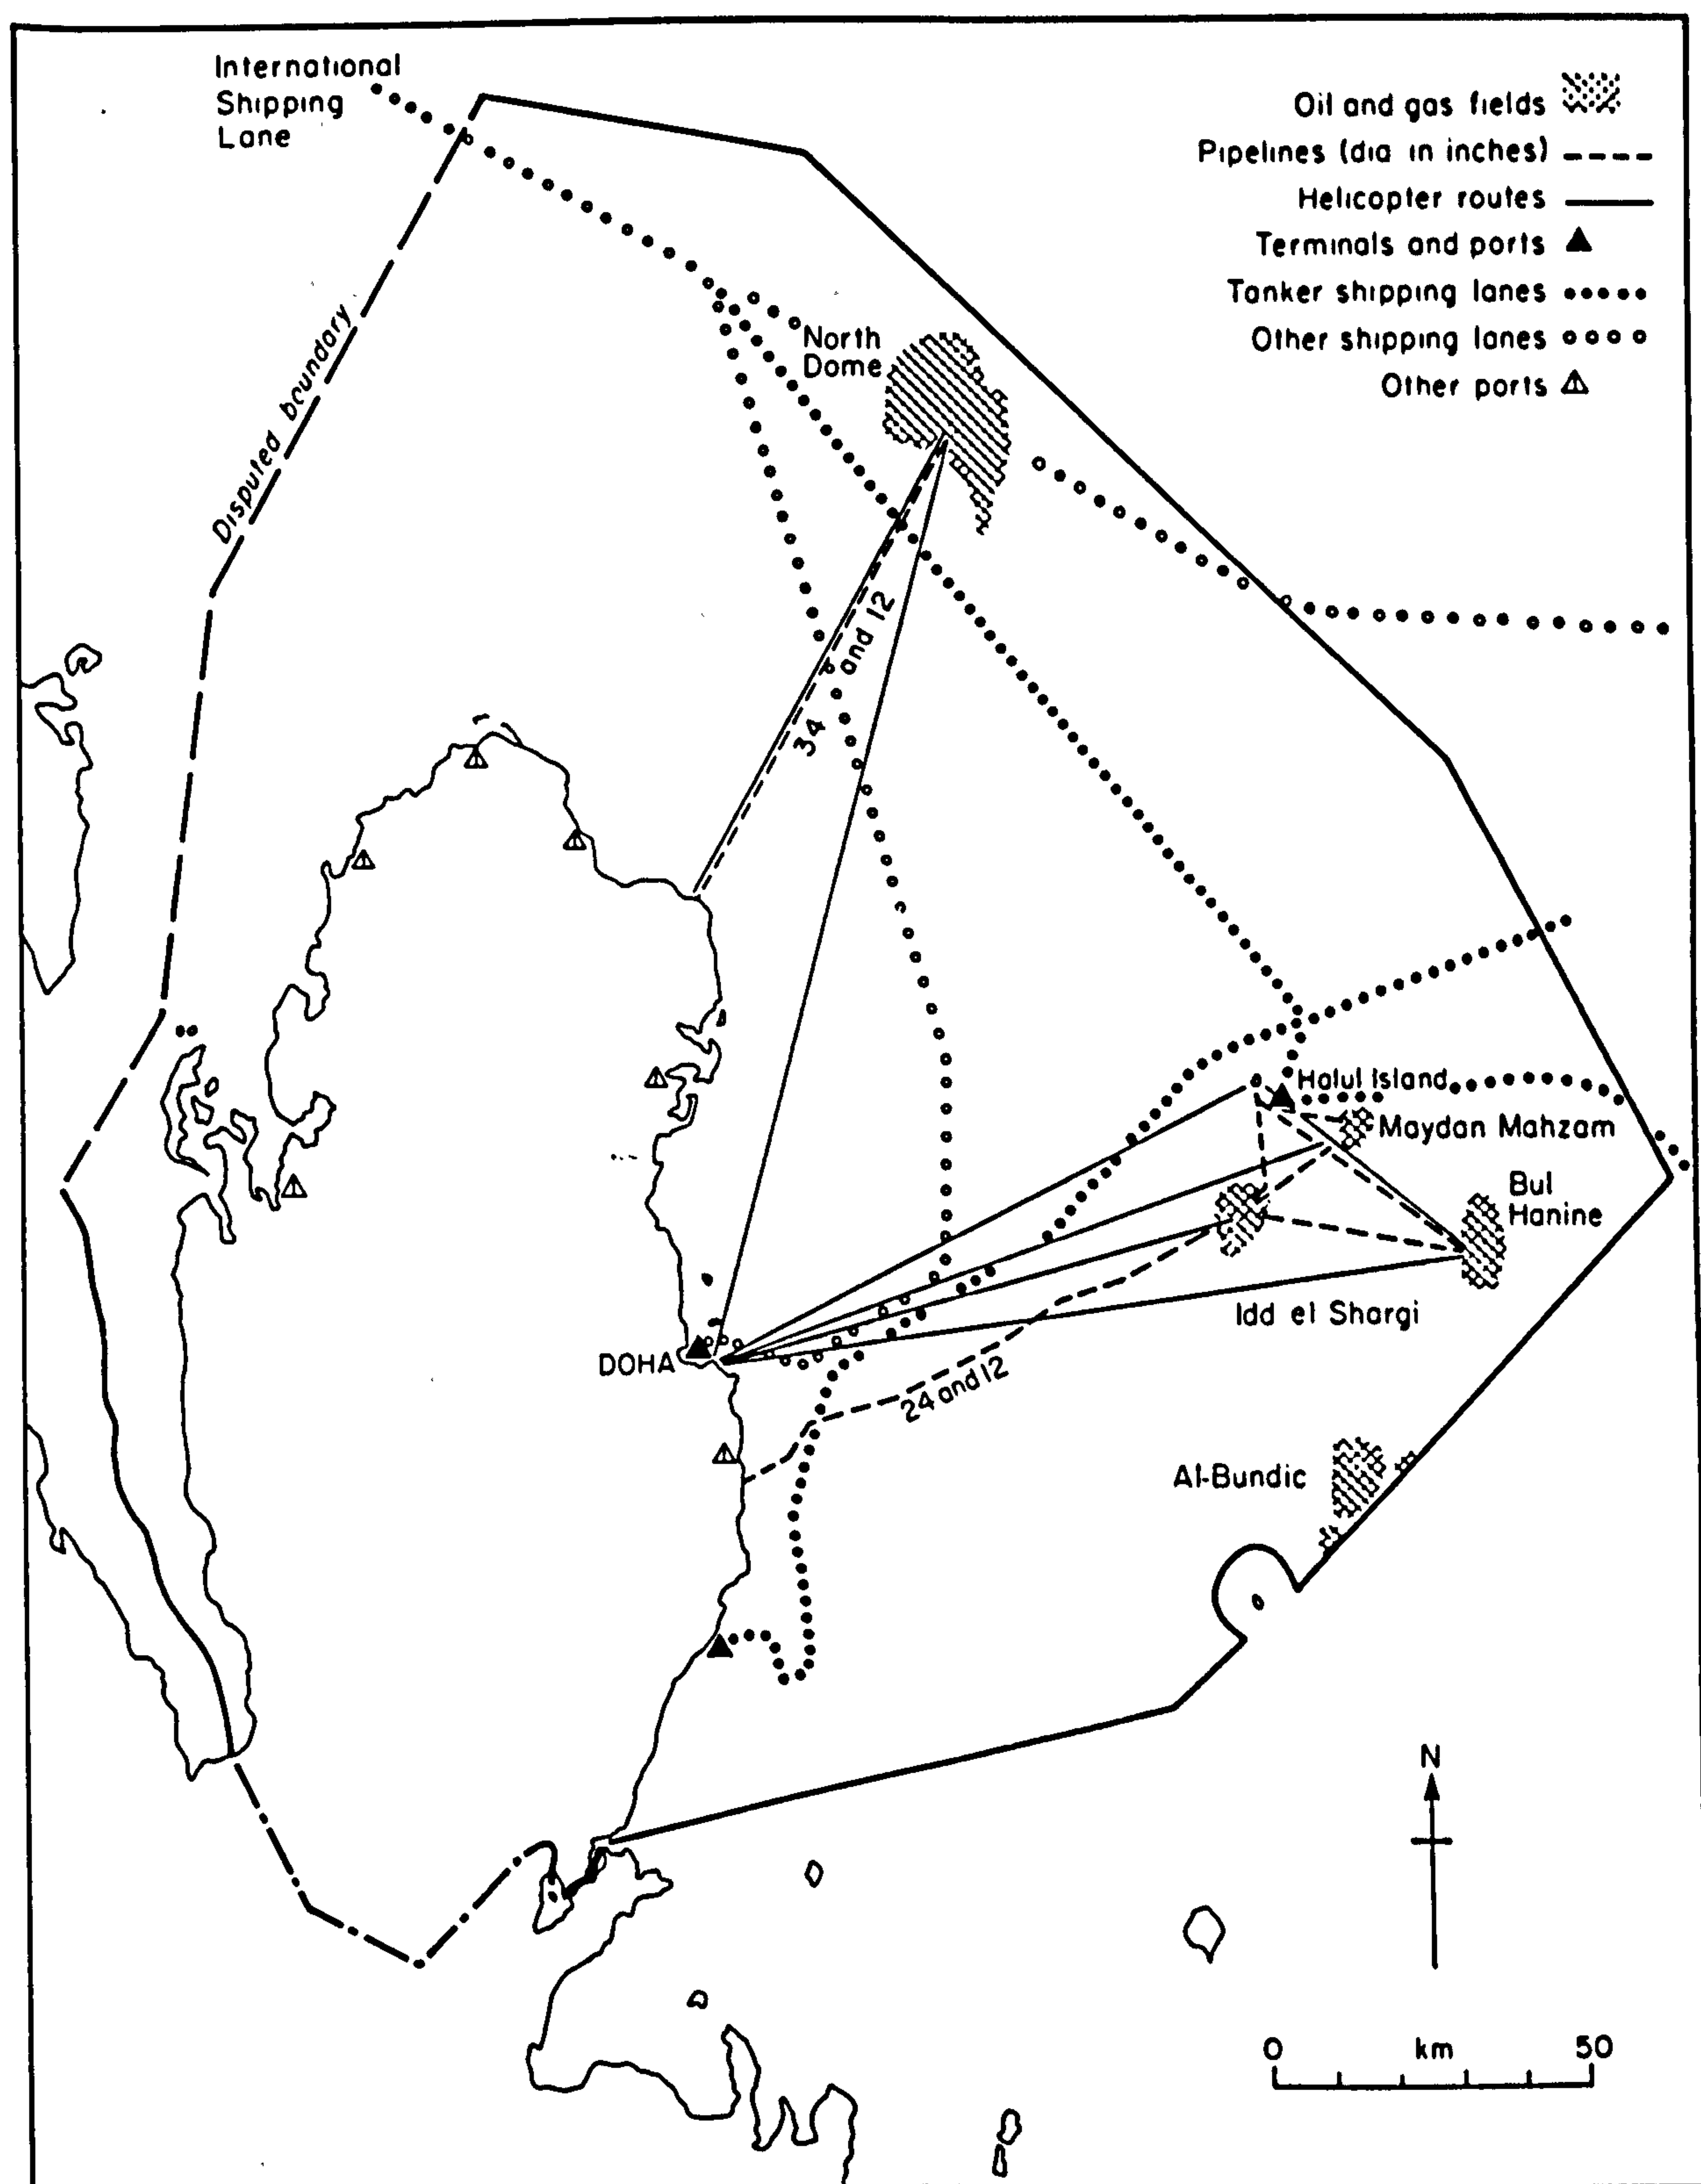 International
Shipping
Lane
Oil and gas fields
Pipelines (dia in inches)
Helicopter routes
Terminals and ports
Tanker shipping lanes
Other shipping lanes
Other ports
Disputed boundary
North
Dome
34 and 12
Halul Island
Maydan Mahzam
Bul
Hanine
Idd el Shargi
DOHA
24 and 12
Al-Bundic
N
0 km 50